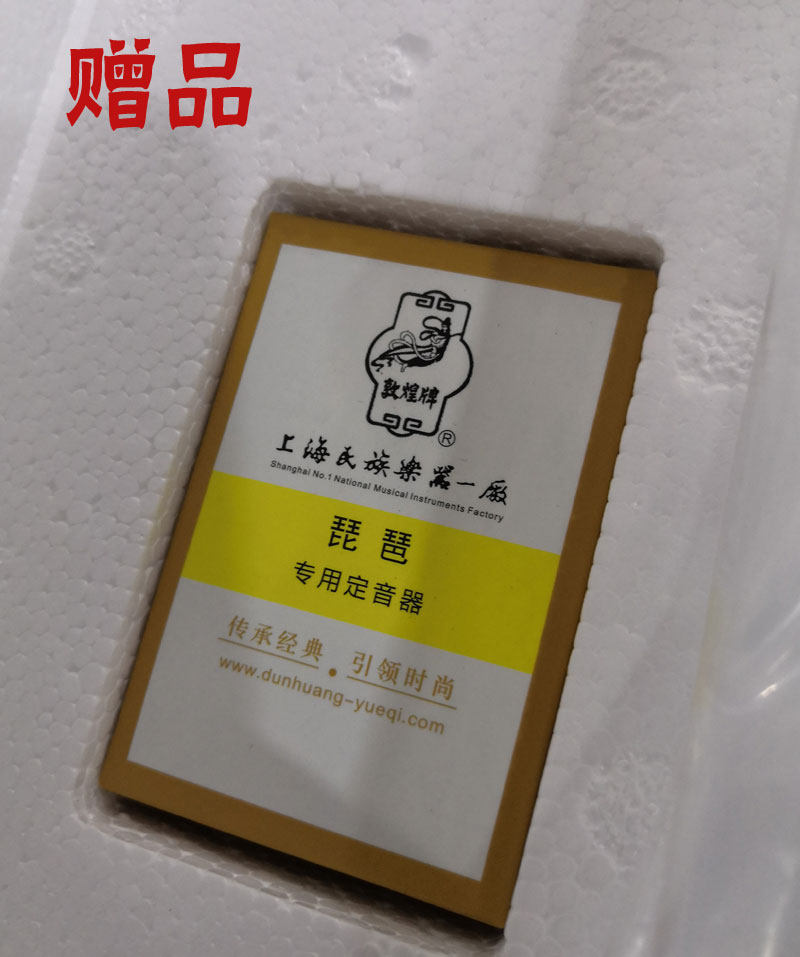 赠品
敦煌牌
®
上海民族樂器一廠
Shanghai No.1 National Musical Instruments Factory
琵琶
专用定音器
传承经典 · 引领时尚
www.dunhuang-yueqi.com